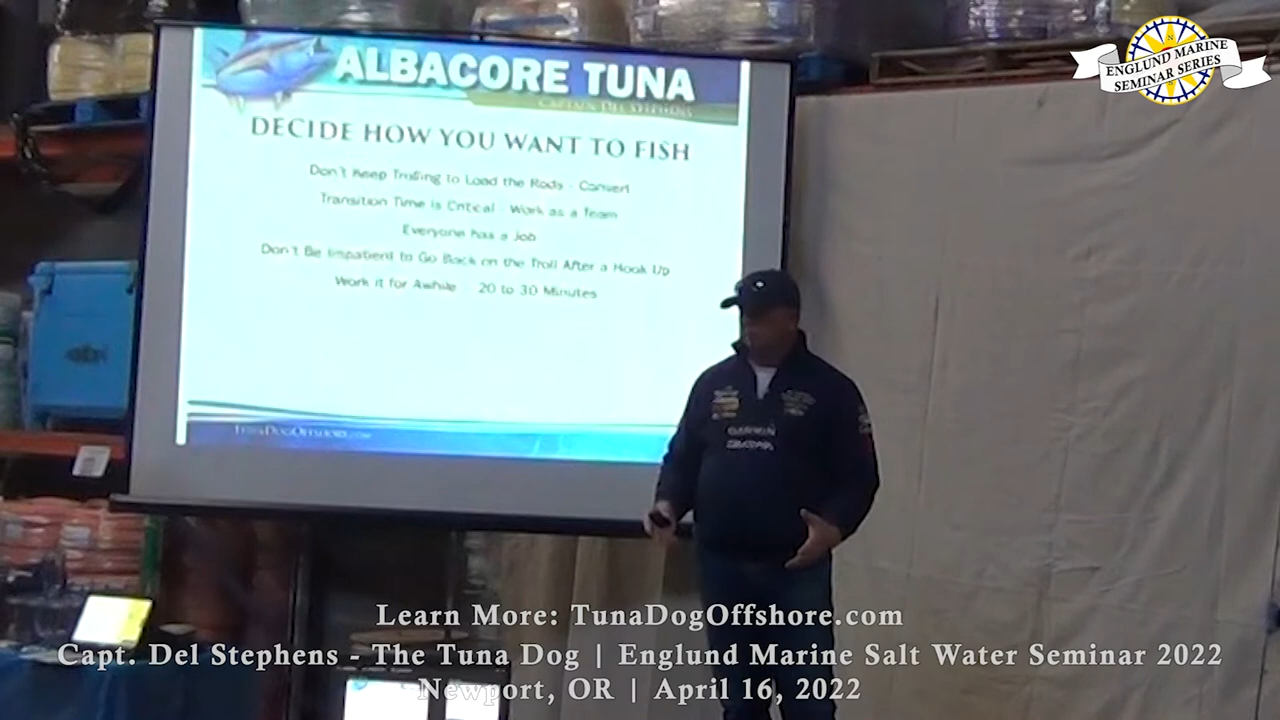 ALBACORE TUNA
CAPTAIN DEL STEPHENS
DECIDE HOW YOU WANT TO FISH
Don't Keep Trolling to Load the Rods - Convert
Transition Time is Critical - Work as a Team
Everyone has a Job
Don't Be Impatient to Go Back on the Troll After a Hook Up
Work it for Awhile 20 to 30 Minutes
TunaDogOffshore.com
ENGLUND MARINE
SEMINAR SERIES
N
GARMIN
Learn More: TunaDogOffshore.com
Capt. Del Stephens - The Tuna Dog | Englund Marine Salt Water Seminar 2022
Newport, OR | April 16, 2022